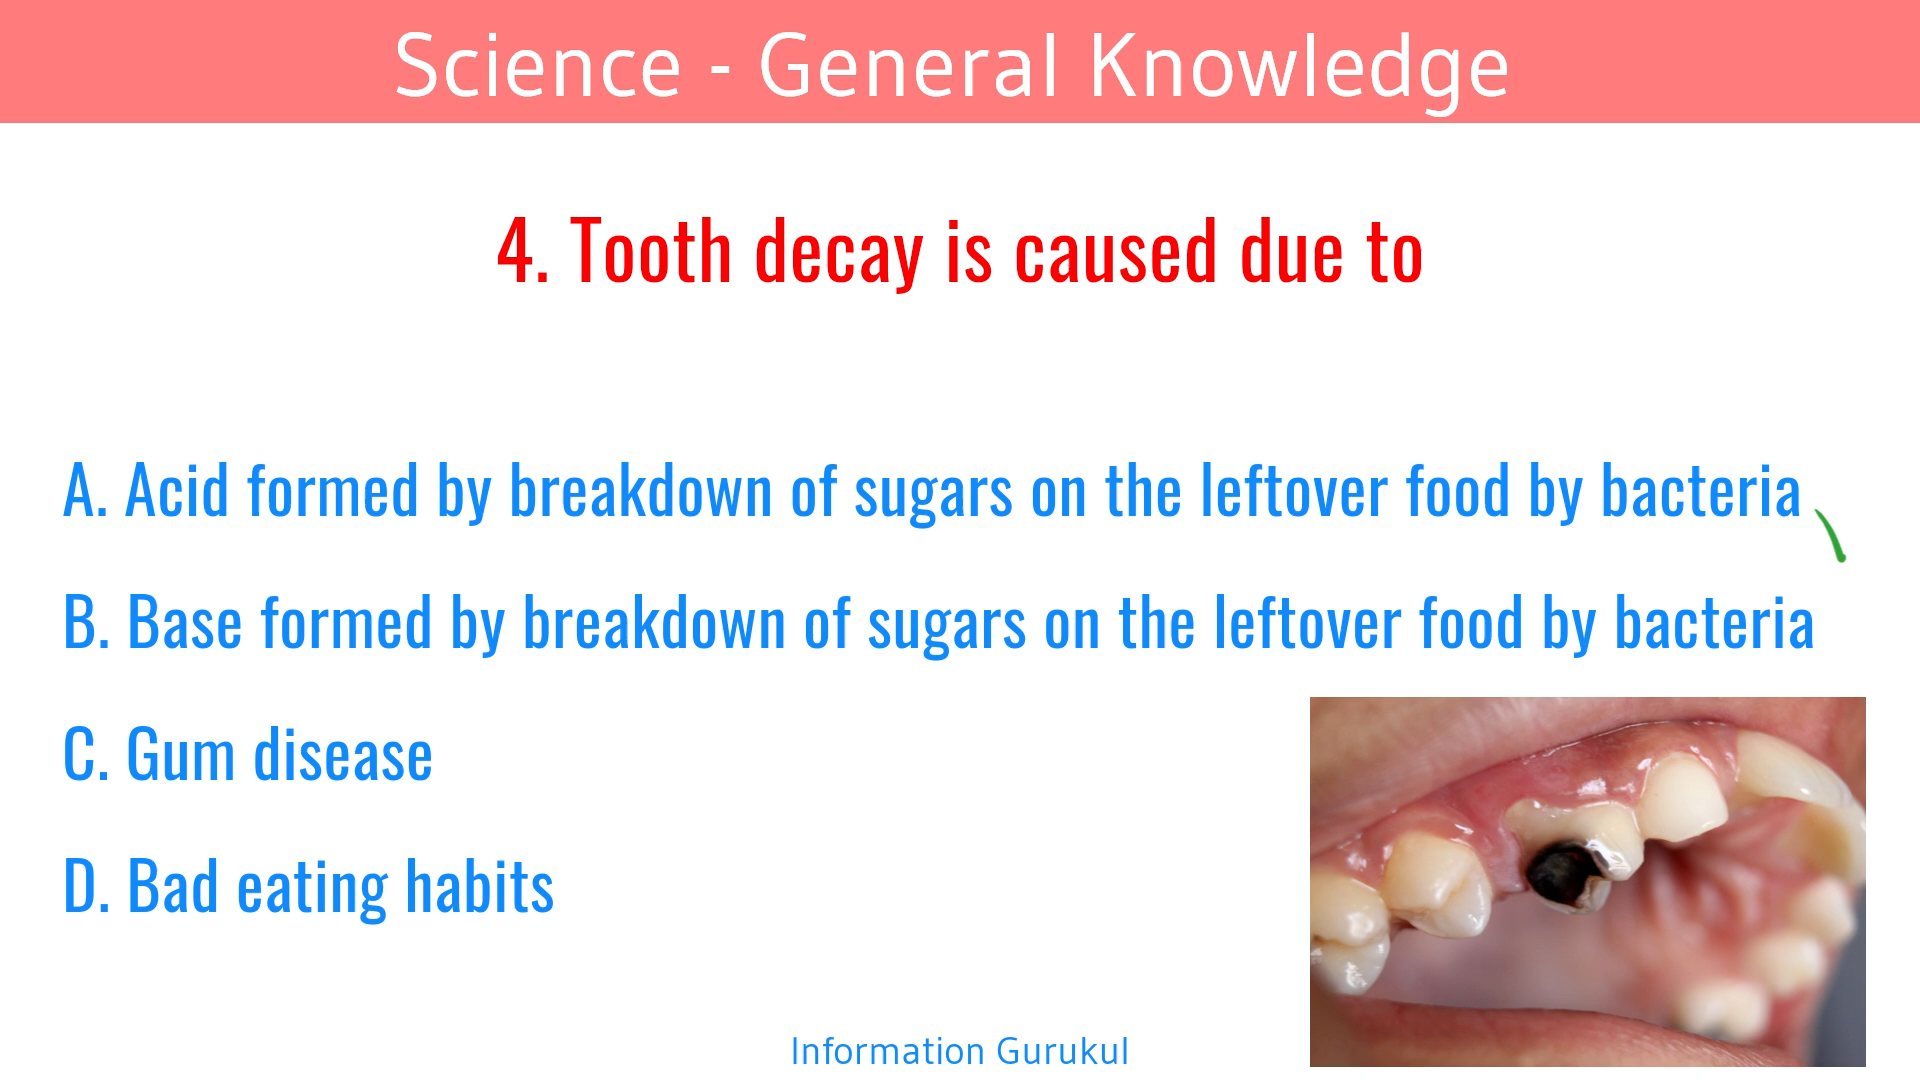 Science - General Knowledge
4. Tooth decay is caused due to
A. Acid formed by breakdown of sugars on the leftover food by bacteria
B. Base formed by breakdown of sugars on the leftover food by bacteria
C. Gum disease
D. Bad eating habits
Information Gurukul